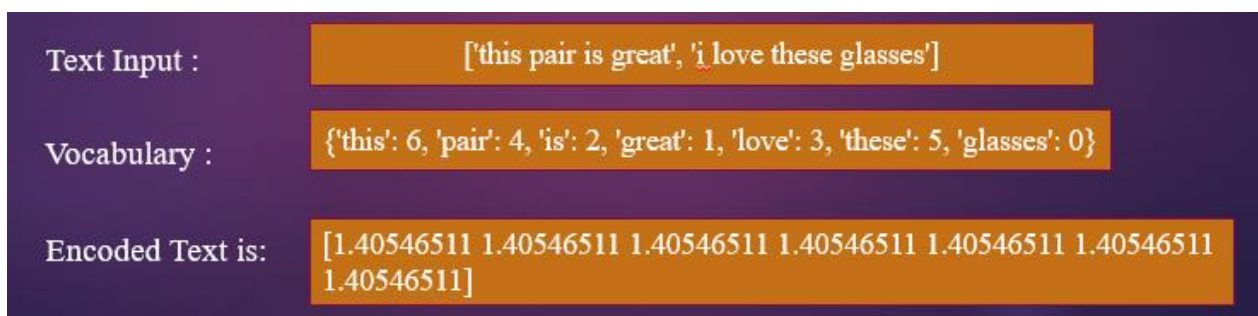 Text Input :
['this pair is great', 'i love these glasses']
Vocabulary :
{'this': 6, 'pair': 4, 'is': 2, 'great': 1, 'love': 3, 'these': 5, 'glasses': 0}
Encoded Text is:
[1.40546511 1.40546511 1.40546511 1.40546511 1.40546511 1.40546511
1.40546511]